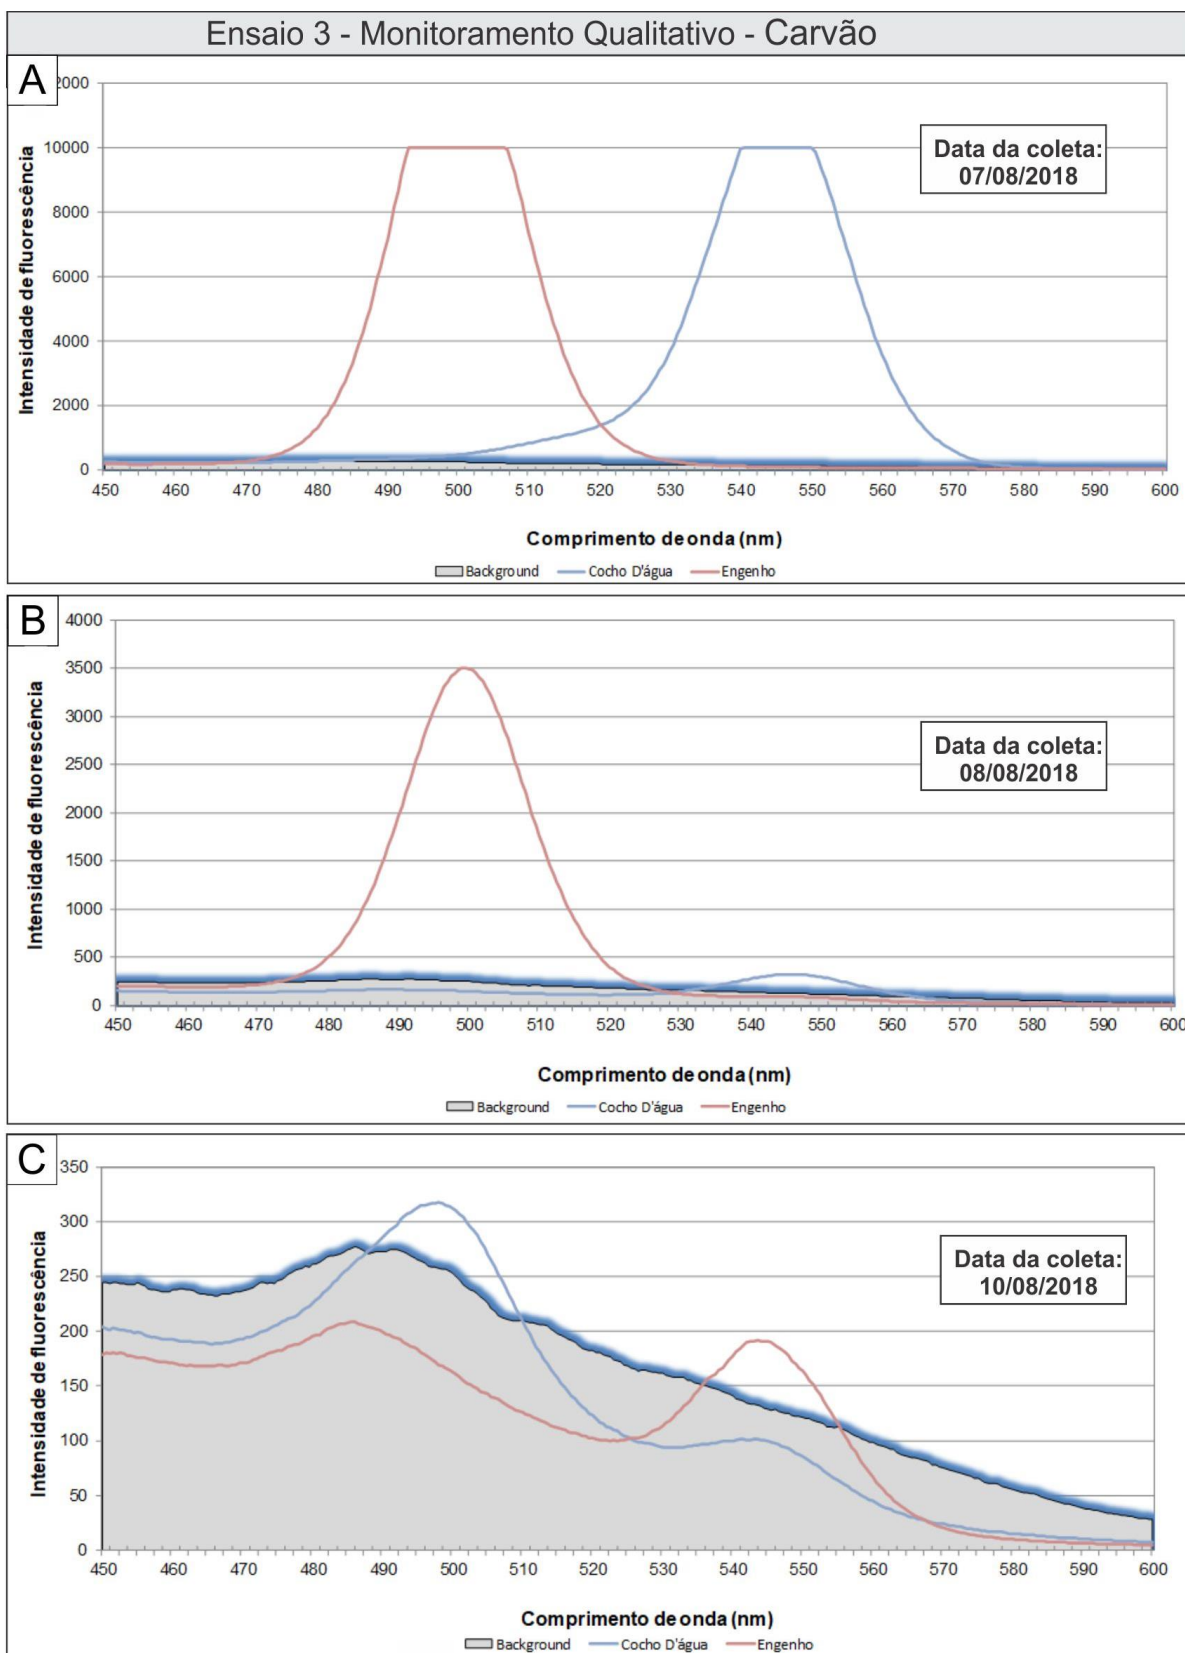 Ensaio 3 - Monitoramento Qualitativo - Carvão
A
2000
10000
8000
6000
4000
2000
0
Intensidade de fluorescência
Data da coleta:
07/08/2018
450 460 470 480 490 500 510 520 530 540 550 560 570 580 590 600
Comprimento de onda (nm)
Background Cocho D'água Engenho
B
4000
3500
3000
2500
2000
1500
1000
500
0
Intensidade de fluorescência
Data da coleta:
08/08/2018
450 460 470 480 490 500 510 520 530 540 550 560 570 580 590 600
Comprimento de onda (nm)
Background Cocho D'água Engenho
C
350
300
250
200
150
100
50
0
Intensidade de fluorescência
Data da coleta:
10/08/2018
450 460 470 480 490 500 510 520 530 540 550 560 570 580 590 600
Comprimento de onda (nm)
Background Cocho D'água Engenho